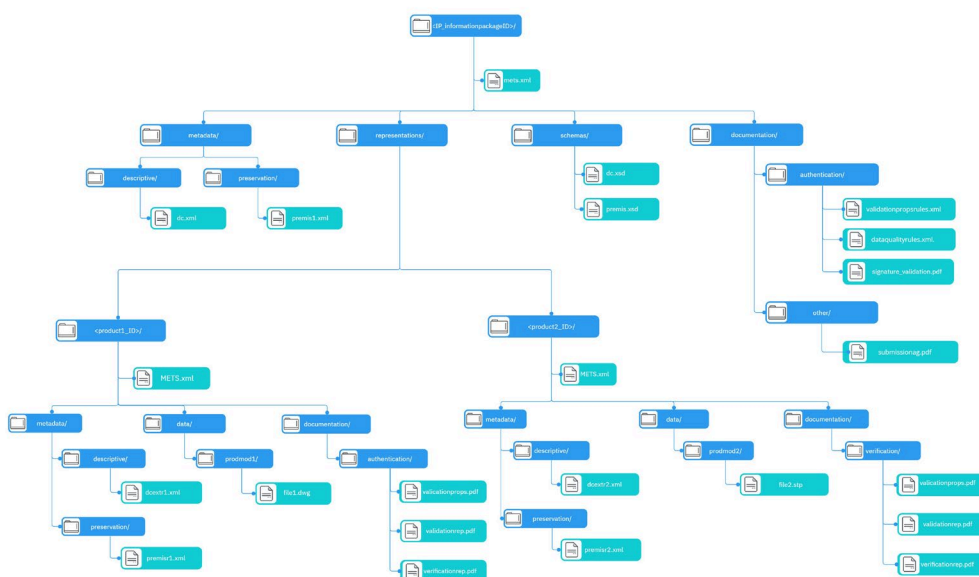 <IP_informationpackageID>/
mets.xml
metadata/
representations/
schemas/
documentation/
descriptive/
preservation/
dc.xsd
authentication/
dc.xml
premis1.xml
premis.xsd
validationpropsrules.xml
dataqualityrules.xml
signature_validation.pdf
<product1_ID>/
<product2_ID>/
other/
submissionag.pdf
METS.xml
METS.xml
metadata/
data/
documentation/
metadata/
data/
documentation/
descriptive/
prodmod1/
authentication/
descriptive/
prodmod2/
verification/
dcextr1.xml
file1.dwg
valicationprops.pdf
dcextr2.xml
file2.stp
valicationprops.pdf
preservation/
validationrep.pdf
preservation/
validationrep.pdf
premisr1.xml
verificationrep.pdf
premisr2.xml
verificationrep.pdf